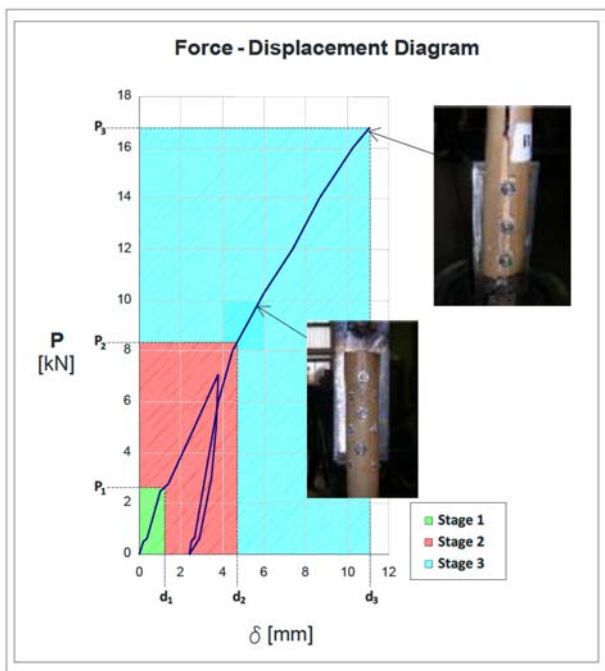 Force - Displacement Diagram
18
P3
16
14
12
10
P
[kN]
P2
8
6
4
P1
2
0
0 2 4 6 8 10 12
d1 d2 d3
δ [mm]
Stage 1
Stage 2
Stage 3